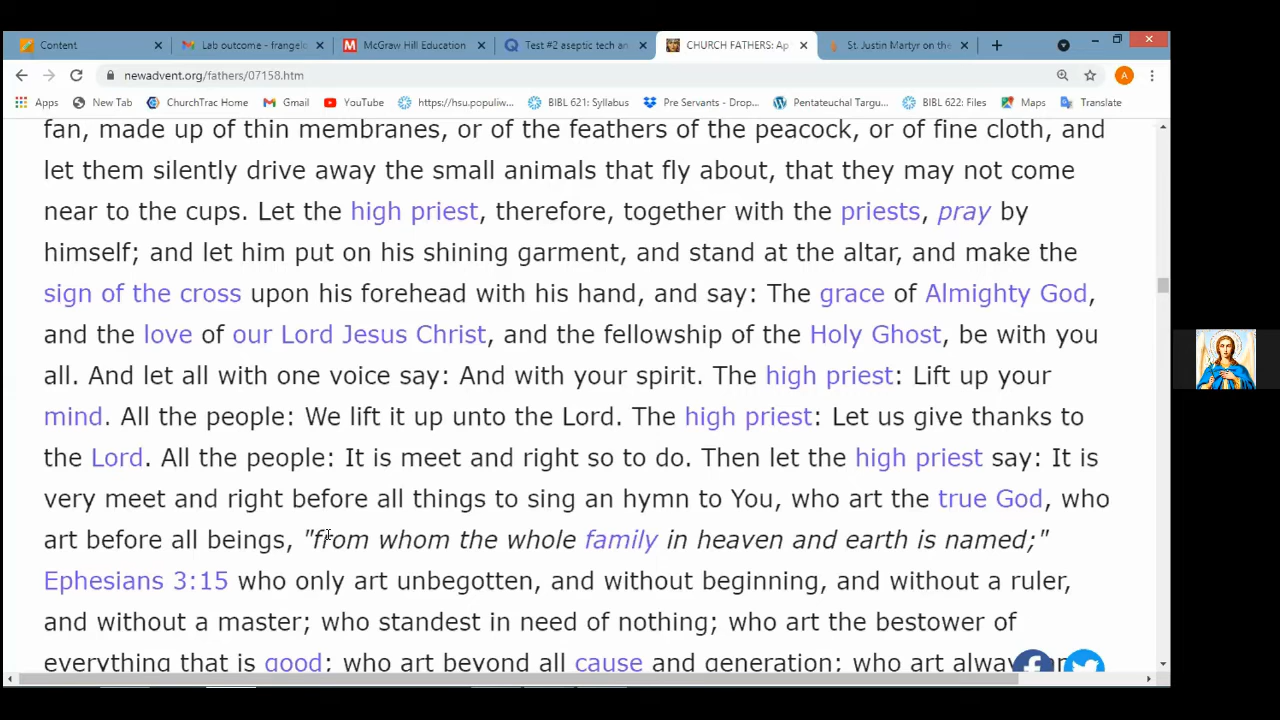 Content
Lab outcome - frangelo
McGraw Hill Education
Test #2 aseptic tech an
CHURCH FATHERS: Ap
St. Justin Martyr on the
newadvent.org/fathers/07158.htm
A
Apps
New Tab
ChurchTrac Home
Gmail
YouTube
https://hsu.populiw...
BIBL 621: Syllabus
Pre Servants - Drop...
Pentateuchal Targu...
BIBL 622: Files
Maps
Translate
fan, made up of thin membranes, or of the feathers of the peacock, or of fine cloth, and
let them silently drive away the small animals that fly about, that they may not come
near to the cups. Let the high priest, therefore, together with the priests, pray by
himself; and let him put on his shining garment, and stand at the altar, and make the
sign of the cross upon his forehead with his hand, and say: The grace of Almighty God,
and the love of our Lord Jesus Christ, and the fellowship of the Holy Ghost, be with you
all. And let all with one voice say: And with your spirit. The high priest: Lift up your
mind. All the people: We lift it up unto the Lord. The high priest: Let us give thanks to
the Lord. All the people: It is meet and right so to do. Then let the high priest say: It is
very meet and right before all things to sing an hymn to You, who art the true God, who
art before all beings, "from whom the whole family in heaven and earth is named;"
Ephesians 3:15 who only art unbegotten, and without beginning, and without a ruler,
and without a master; who standest in need of nothing; who art the bestower of
everything that is good; who art beyond all cause and generation; who art alway